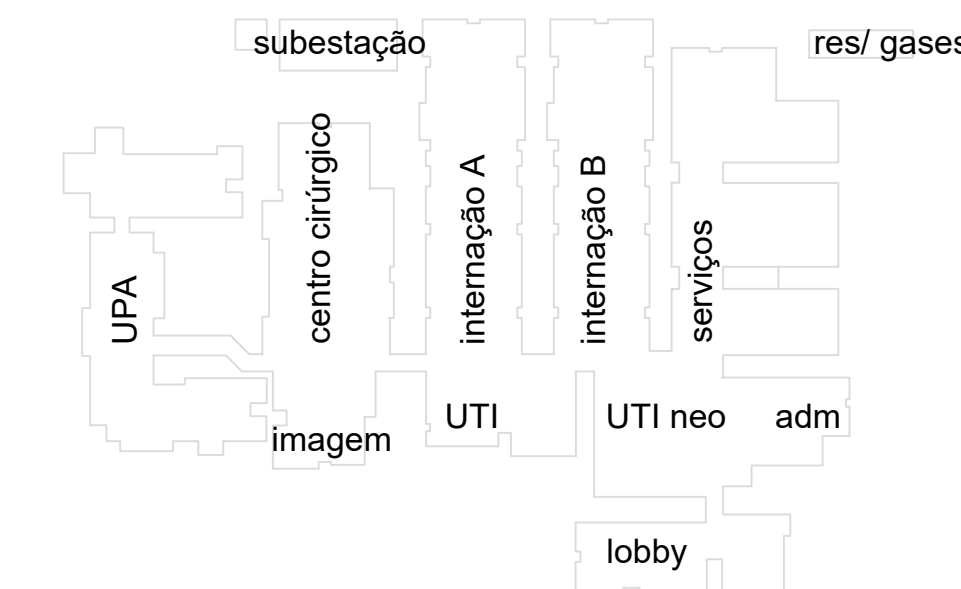 subestação
res/ gases
centro cirúrgico
internação A
internação B
serviços
UPA
UTI
UTI neo
adm
imagem
lobby